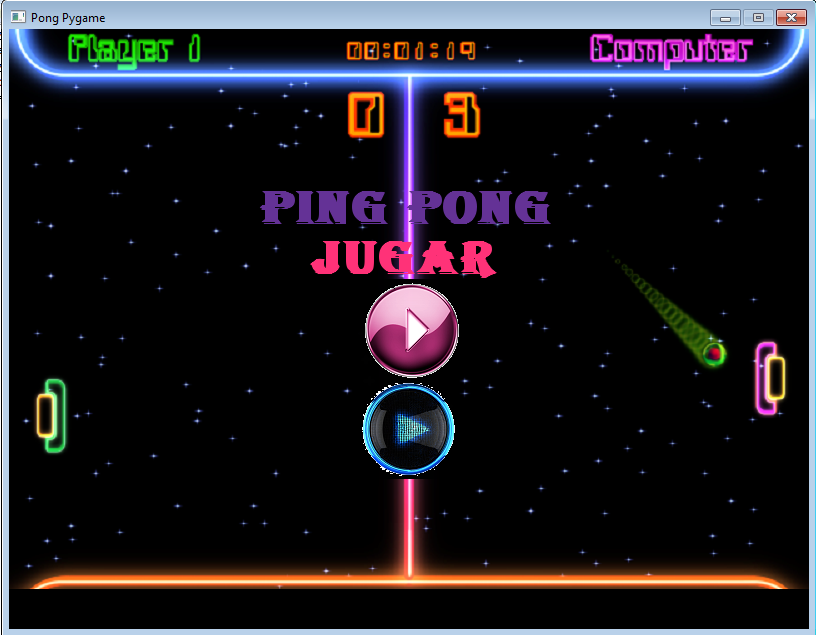 Pong Pygame
Player 1 00:01:19 Computer
0 3
PING PONG
JUGAR